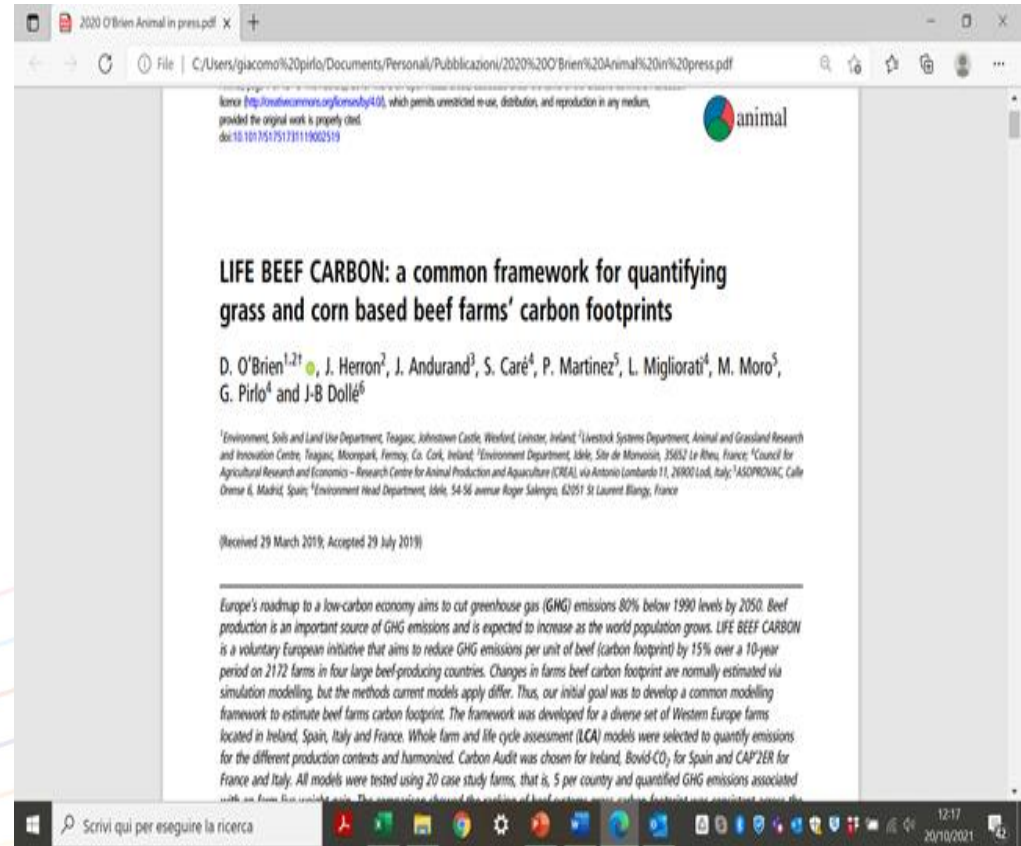 2020 O'Brien Animal in press.pdf
File | C:/Users/giacomo%20pirlo/Documents/Personali/Pubblicazioni/2020%20O'Brien%20Animal%20in%20press.pdf
licence (http://creativecommons.org/licenses/by/4.0/), which permits unrestricted re-use, distribution, and reproduction in any medium,
provided the original work is properly cited.
doi:10.1017/S1751731119002519
animal
LIFE BEEF CARBON: a common framework for quantifying
grass and corn based beef farms' carbon footprints
D. O'Brien1,2†, J. Herron2, J. Andurand3, S. Caré4, P. Martinez5, L. Migliorati4, M. Moro5,
G. Pirlo4 and J-B Dollé6
1Environment, Soils and Land Use Department, Teagasc, Johnstown Castle, Wexford, Leinster, Ireland; 2Livestock Systems Department, Animal and Grassland Research
and Innovation Centre, Teagasc, Moorepark, Fermoy, Co. Cork, Ireland; 3Environment Department, Idele, Site de Monvoisin, 35652 Le Rheu, France; 4Council for
Agricultural Research and Economics – Research Centre for Animal Production and Aquaculture (CREA), via Antonio Lombardo 11, 26900 Lodi, Italy; 5ASOPROVAC, Calle
Orense 6, Madrid, Spain; 6Environment Head Department, Idele, 54-56 avenue Roger Salengro, 62051 St Laurent Blangy, France
(Received 29 March 2019; Accepted 29 July 2019)
Europe's roadmap to a low-carbon economy aims to cut greenhouse gas (GHG) emissions 80% below 1990 levels by 2050. Beef
production is an important source of GHG emissions and is expected to increase as the world population grows. LIFE BEEF CARBON
is a voluntary European initiative that aims to reduce GHG emissions per unit of beef (carbon footprint) by 15% over a 10-year
period on 2172 farms in four large beef-producing countries. Changes in farms beef carbon footprint are normally estimated via
simulation modelling, but the methods current models apply differ. Thus, our initial goal was to develop a common modelling
framework to estimate beef farms carbon footprint. The framework was developed for a diverse set of Western Europe farms
located in Ireland, Spain, Italy and France. Whole farm and life cycle assessment (LCA) models were selected to quantify emissions
for the different production contexts and harmonized. Carbon Audit was chosen for Ireland, Bovid-CO2 for Spain and CAP'2ER for
France and Italy. All models were tested using 20 case study farms, that is, 5 per country and quantified GHG emissions associated
Scrivi qui per eseguire la ricerca
12:17
20/10/2021
42